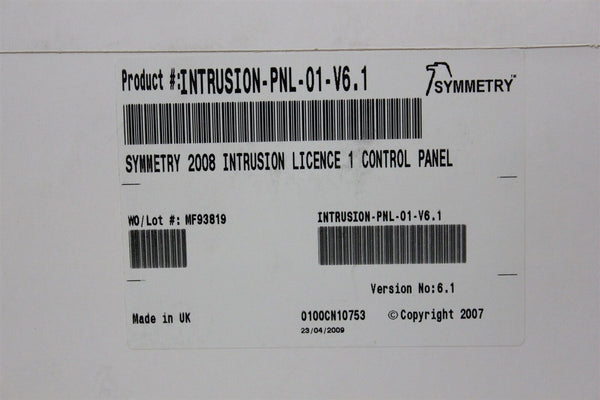 Product #:INTRUSION-PNL-01-V6.1
SYMMETRY™
SYMMETRY 2008 INTRUSION LICENCE 1 CONTROL PANEL
WO/Lot #: MF93819
INTRUSION-PNL-01-V6.1
Version No:6.1
Made in UK
0100CN10753
© Copyright 2007
23/04/2009